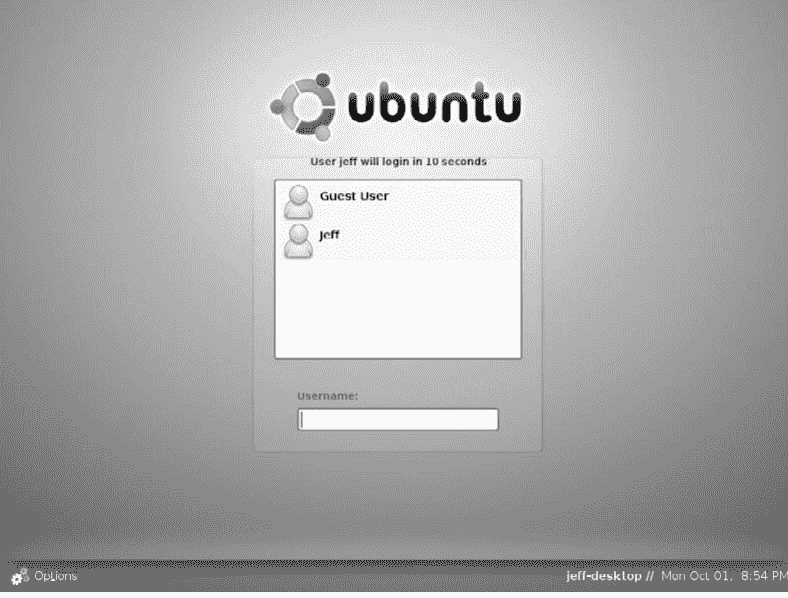 ubuntu
User jeff will login in 10 seconds
Guest User
Jeff
Username:
Options
jeff-desktop // Mon Oct 01, 8:54 PM